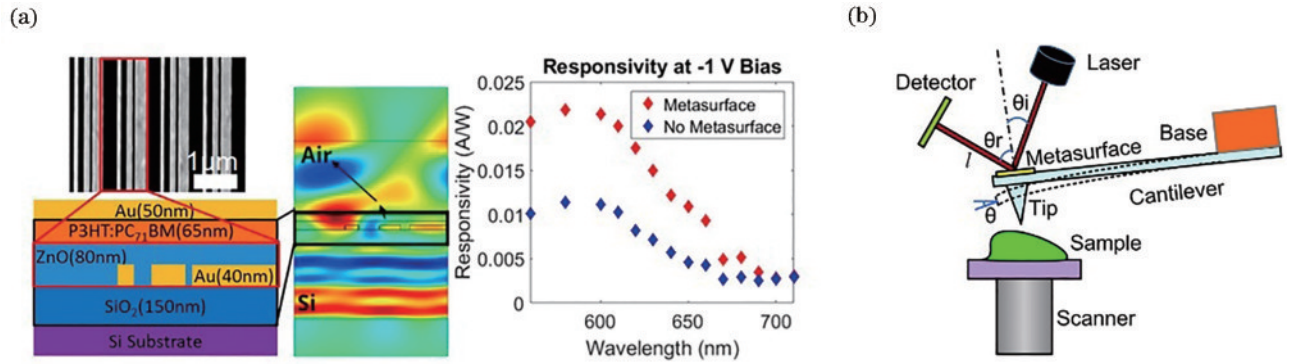 (a)
1μm
Au(50nm)
P3HT:PC₇₁BM(65nm)
ZnO(80nm)
Au(40nm)
SiO₂(150nm)
Si Substrate
Air
Si
Responsivity at -1 V Bias
Metasurface
No Metasurface
Responsivity (A/W)
0.025
0.02
0.015
0.01
0.005
0
600
650
700
Wavelength (nm)
(b)
Detector
Laser
θi
θr
l
Metasurface
Base
Cantilever
θ
Tip
Sample
Scanner